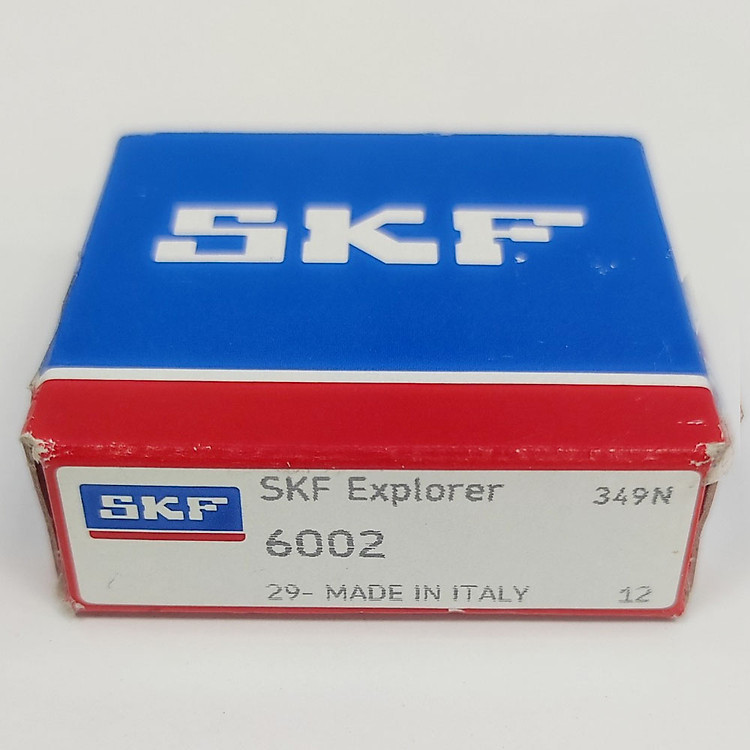 SKF
SKF
SKF Explorer 349N
6002
29- MADE IN ITALY 12